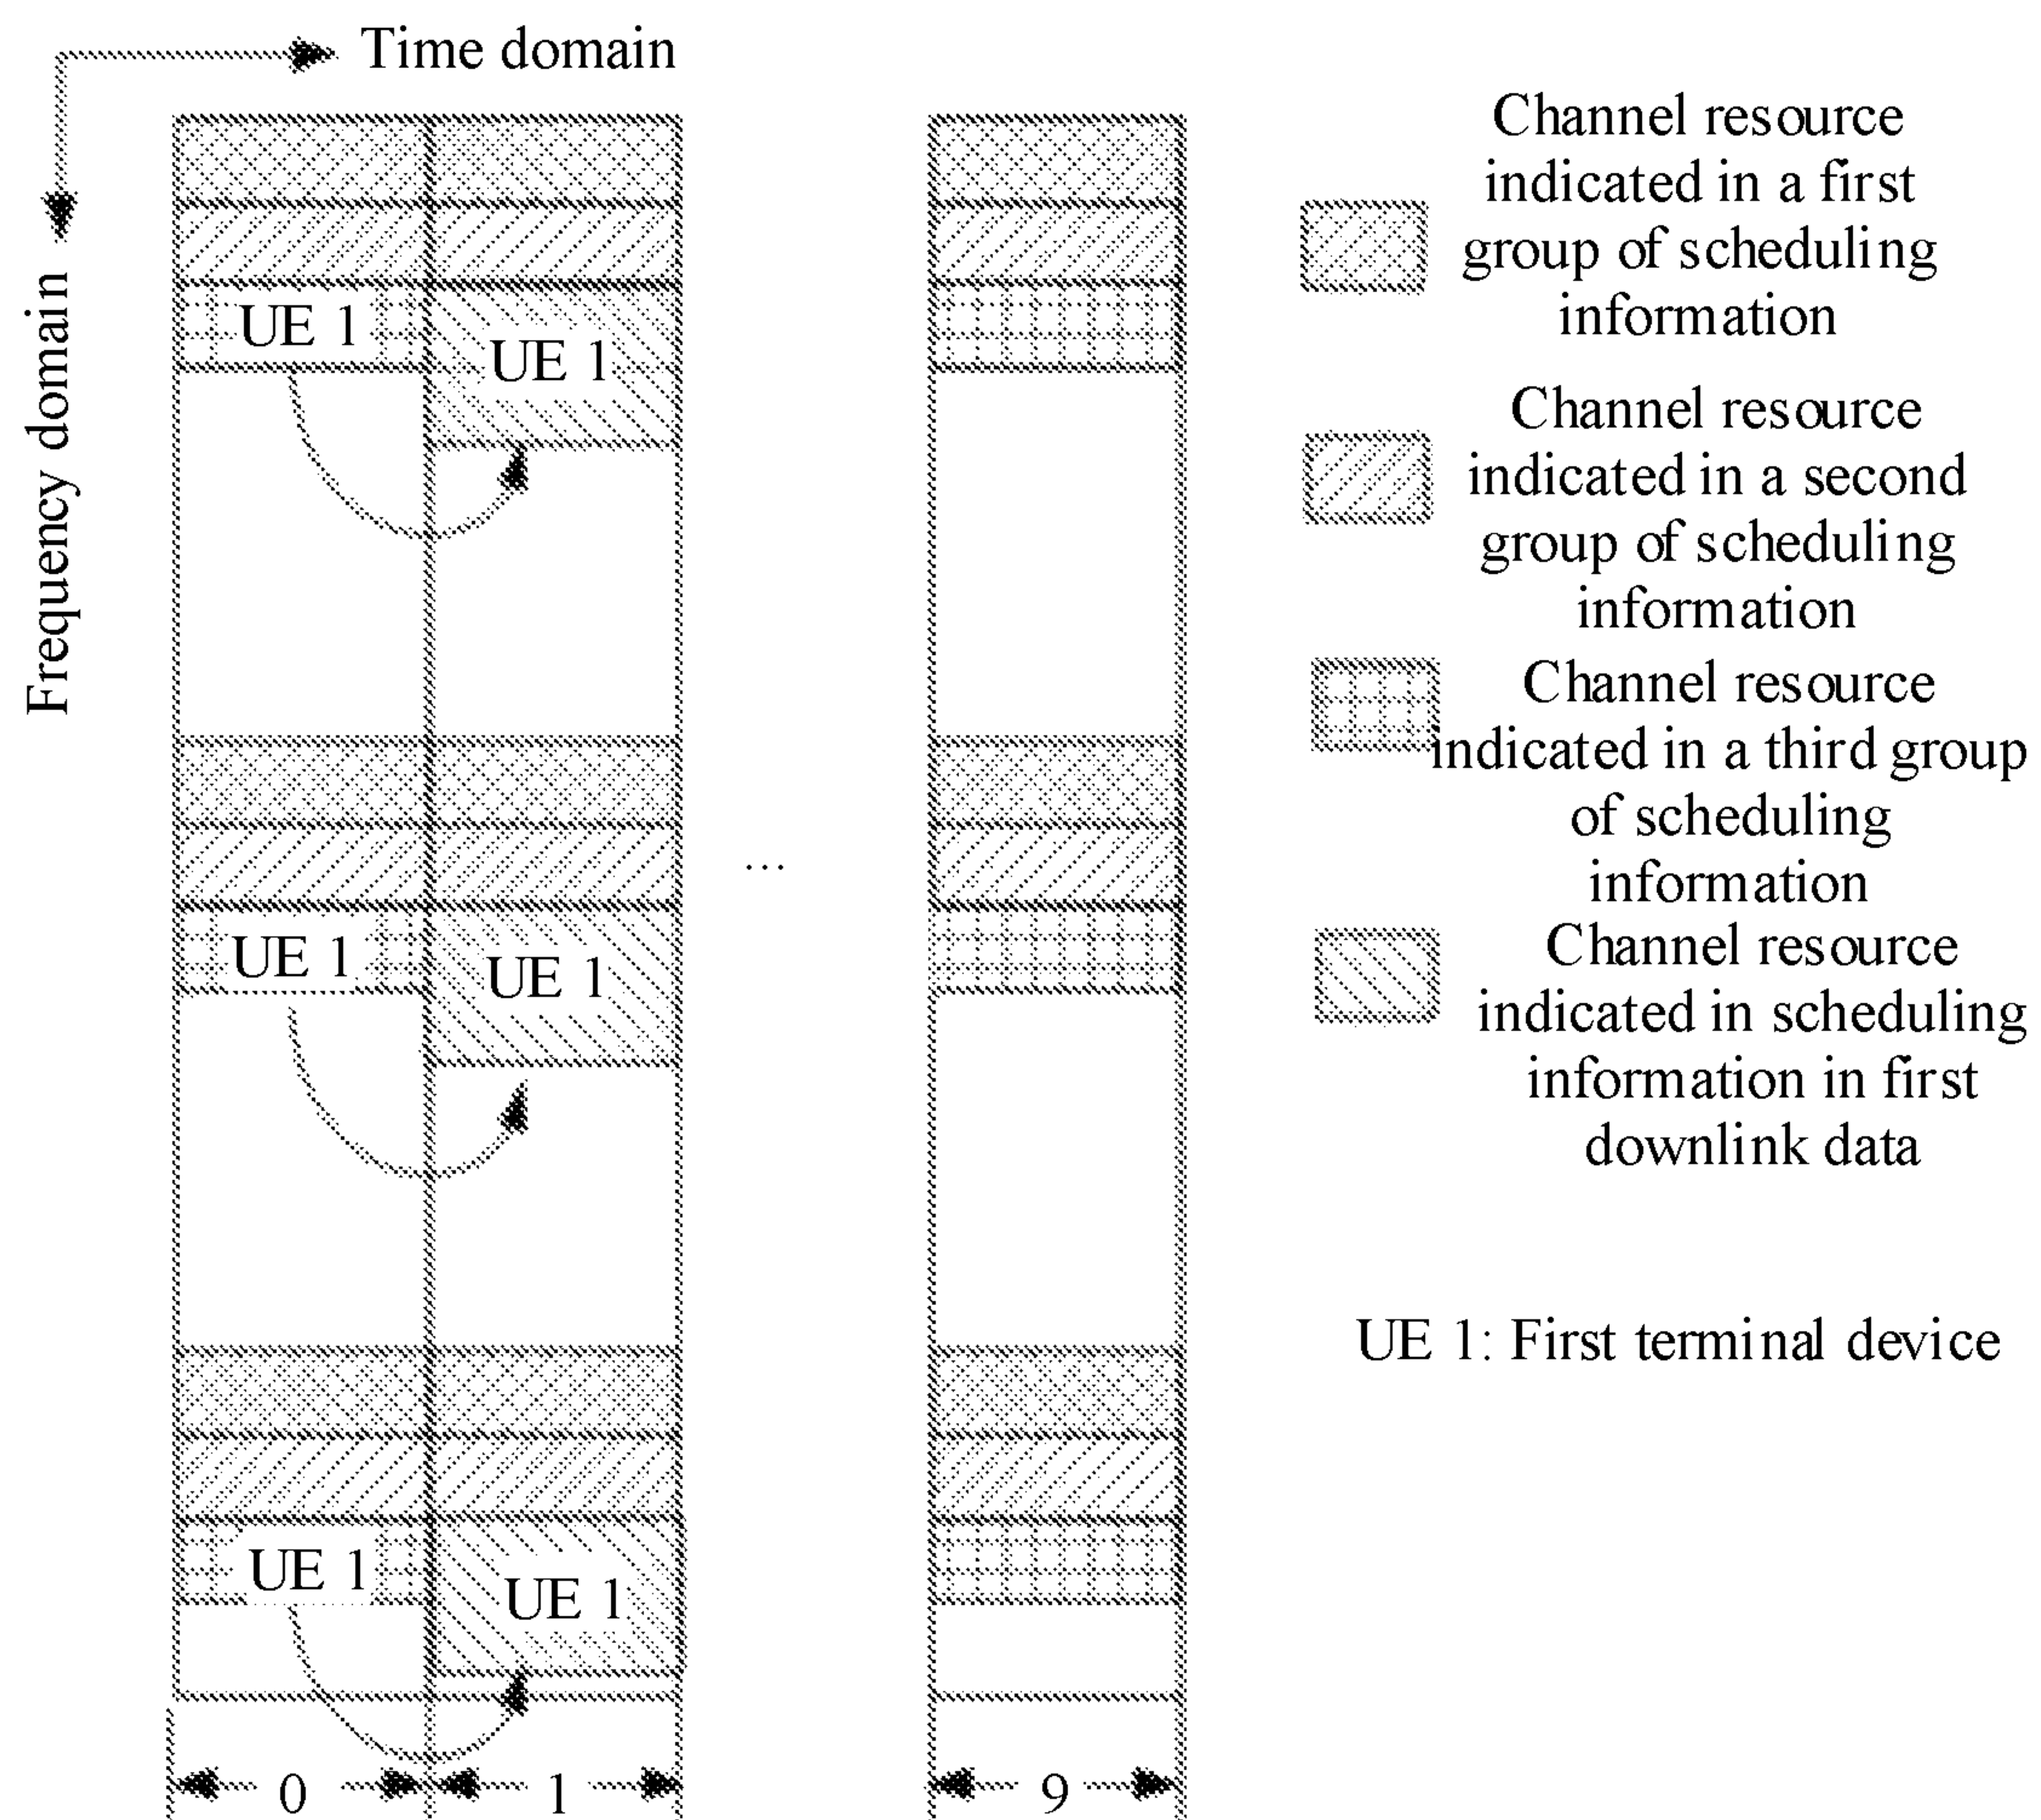 Time domain
Frequency domain
UE 1
UE 1
UE 1
UE 1
...
UE 1
UE 1
0
1
9
Channel resource
indicated in a first
group of scheduling
information
Channel resource
indicated in a second
group of scheduling
information
Channel resource
indicated in a third group
of scheduling
information
Channel resource
indicated in scheduling
information in first
downlink data
UE 1: First terminal device